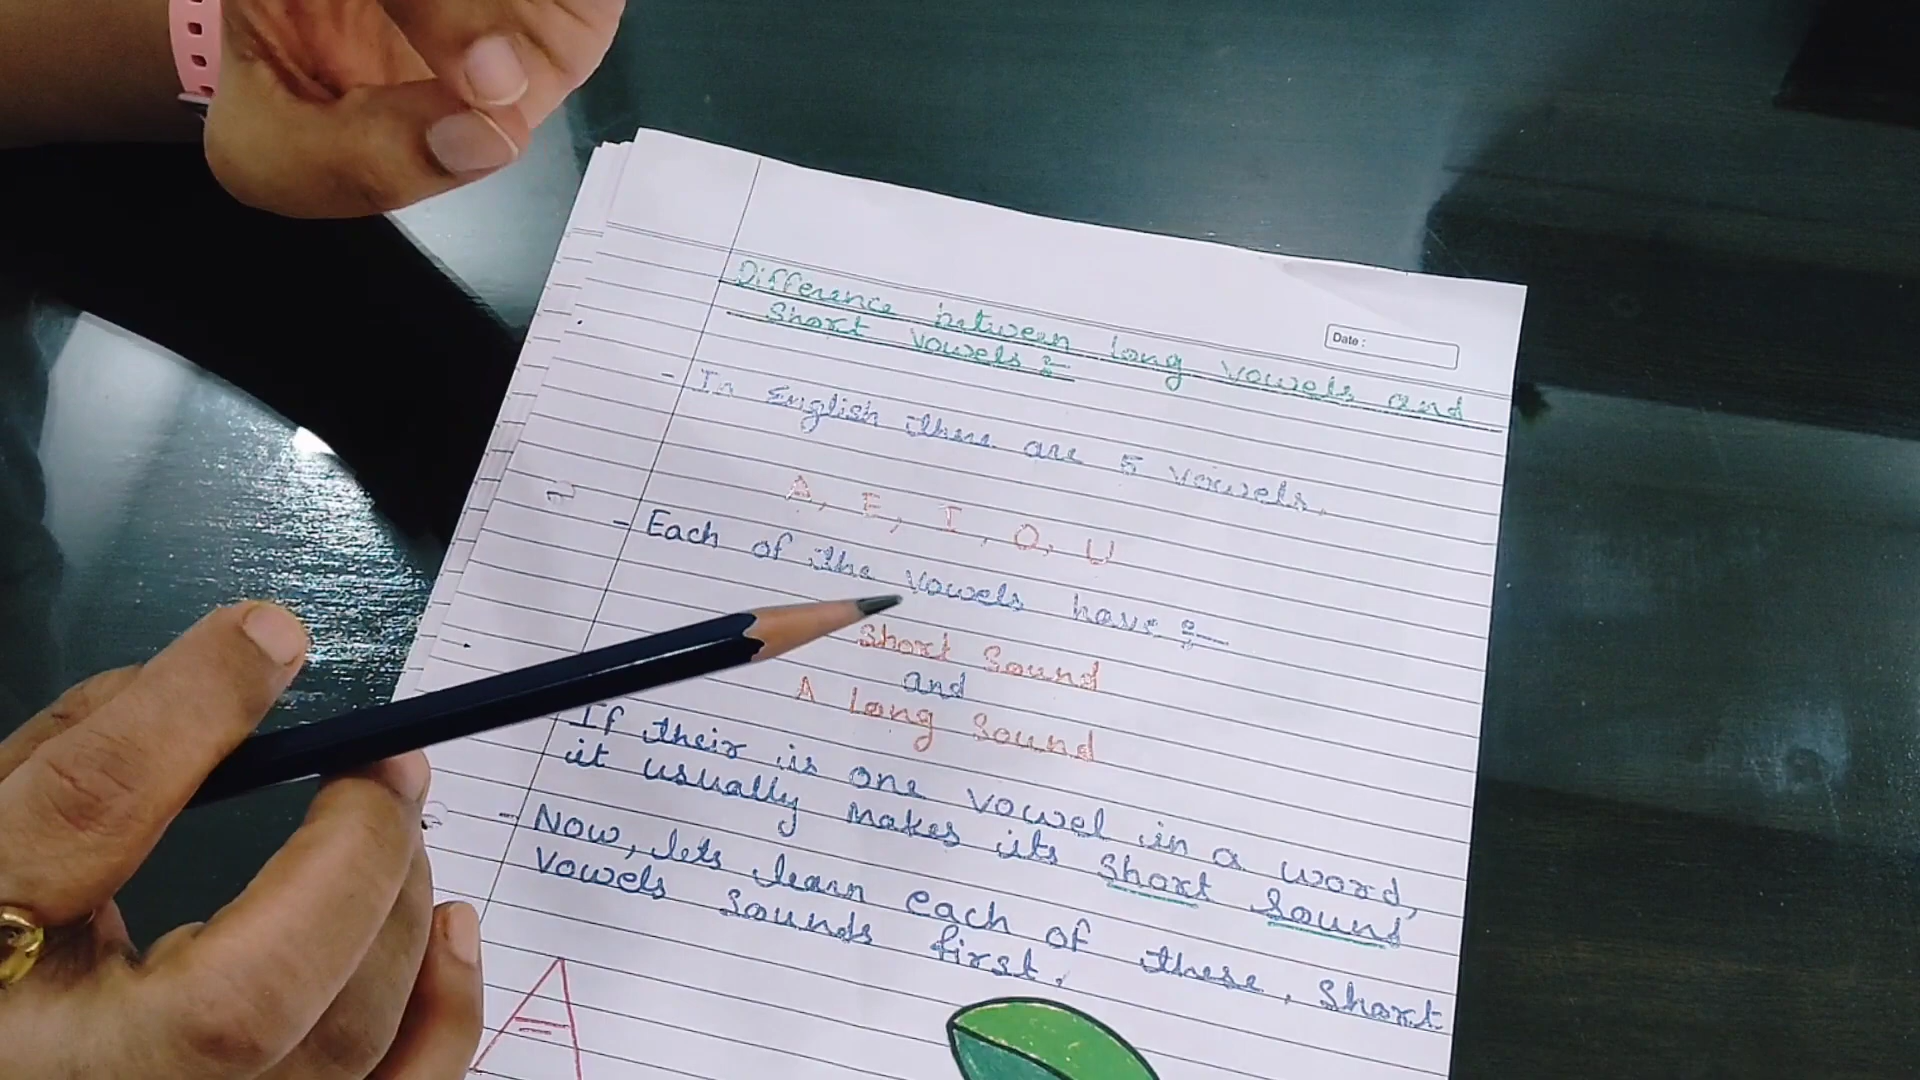 Date :
Difference between long vowels and
Short vowels :-
- In English there are 5 vowels.
A, E, I, O, U
- Each of the vowels have :-
Short Sound
and
A long Sound
If their is one vowel in a word,
it usually makes its short sound
- Now, lets learn each of these, short
vowels sounds first.
A